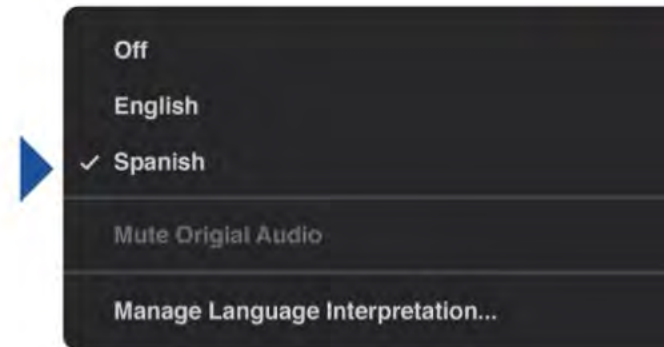 Off
English
Spanish
Mute Origial Audio
Manage Language Interpretation...